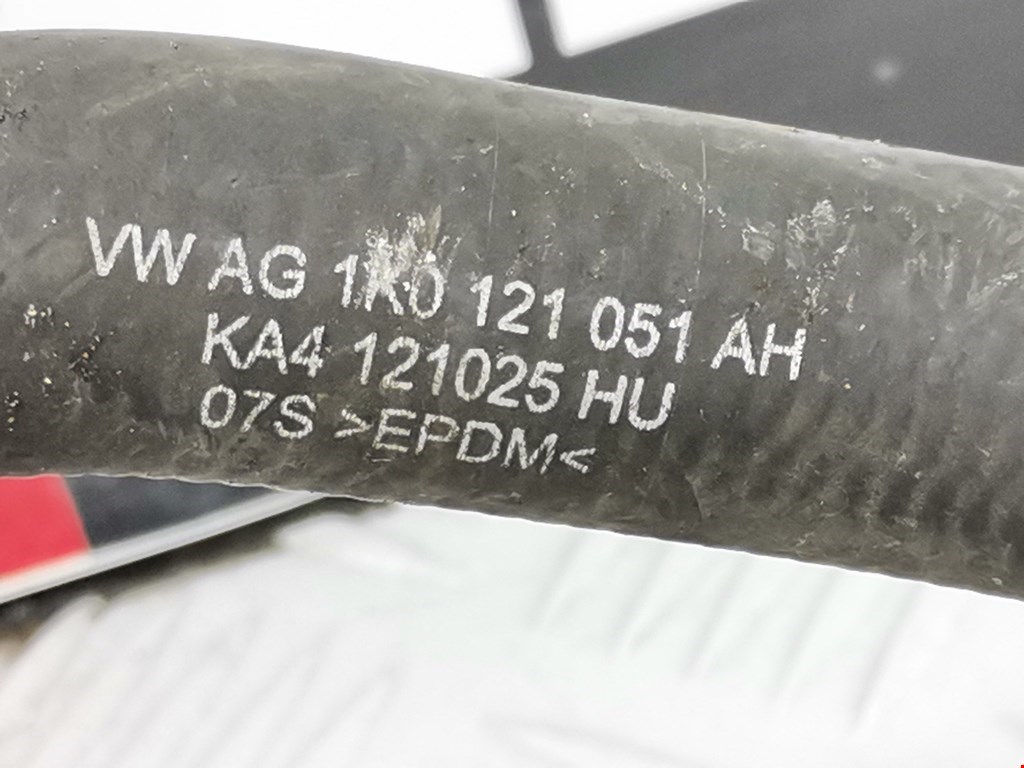 VW AG 1K0 121 051 AH
KA4 121025 HU
07S >EPDM<